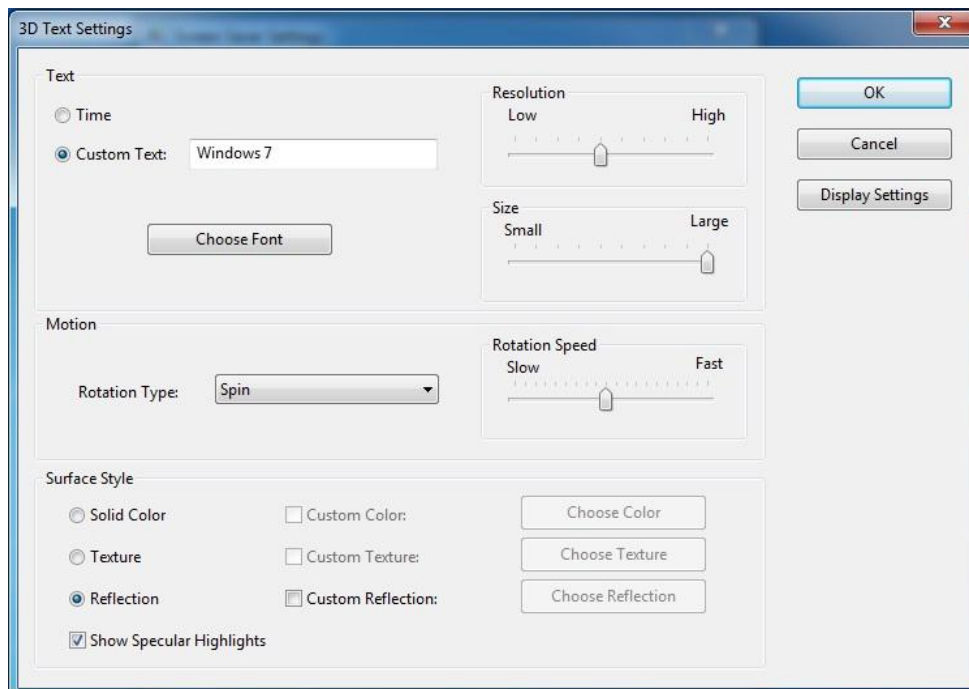 3D Text Settings
Text
Time
Custom Text: Windows 7
Choose Font
Resolution
Low High
Size
Small Large
OK
Cancel
Display Settings
Motion
Rotation Type: Spin
Rotation Speed
Slow Fast
Surface Style
Solid Color Custom Color: Choose Color
Texture Custom Texture: Choose Texture
Reflection Custom Reflection: Choose Reflection
Show Specular Highlights